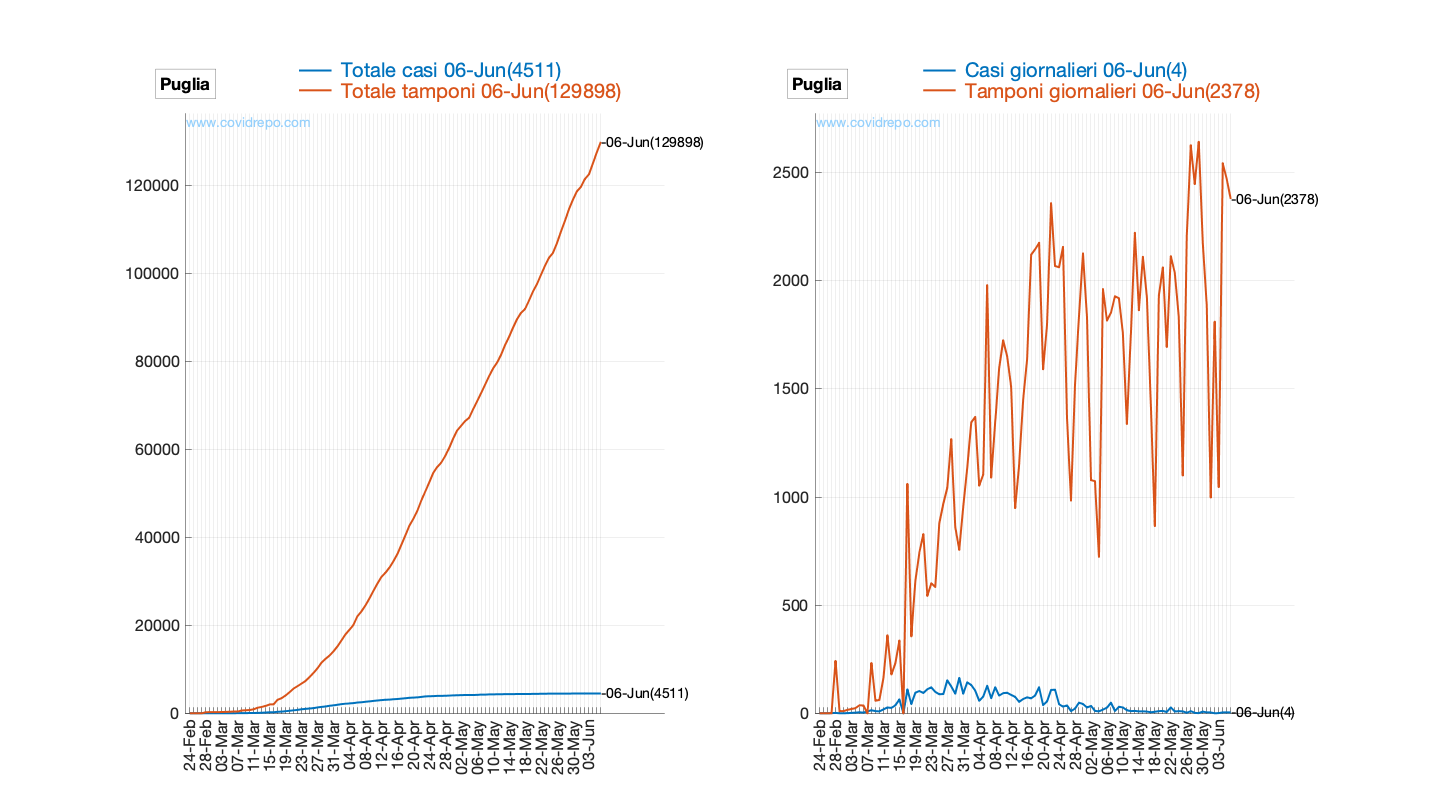 Puglia
Totale casi 06-Jun(4511)
Totale tamponi 06-Jun(129898)
www.covidrepo.com
06-Jun(129898)
120000
100000
80000
60000
40000
20000
0
06-Jun(4511)
24-Feb
28-Feb
03-Mar
07-Mar
11-Mar
15-Mar
19-Mar
23-Mar
27-Mar
31-Mar
04-Apr
08-Apr
12-Apr
16-Apr
20-Apr
24-Apr
28-Apr
02-May
06-May
10-May
14-May
18-May
22-May
26-May
30-May
03-Jun
Puglia
Casi giornalieri 06-Jun(4)
Tamponi giornalieri 06-Jun(2378)
www.covidrepo.com
06-Jun(2378)
2500
2000
1500
1000
500
0
06-Jun(4)
24-Feb
28-Feb
03-Mar
07-Mar
11-Mar
15-Mar
19-Mar
23-Mar
27-Mar
31-Mar
04-Apr
08-Apr
12-Apr
16-Apr
20-Apr
24-Apr
28-Apr
02-May
06-May
10-May
14-May
18-May
22-May
26-May
30-May
03-Jun